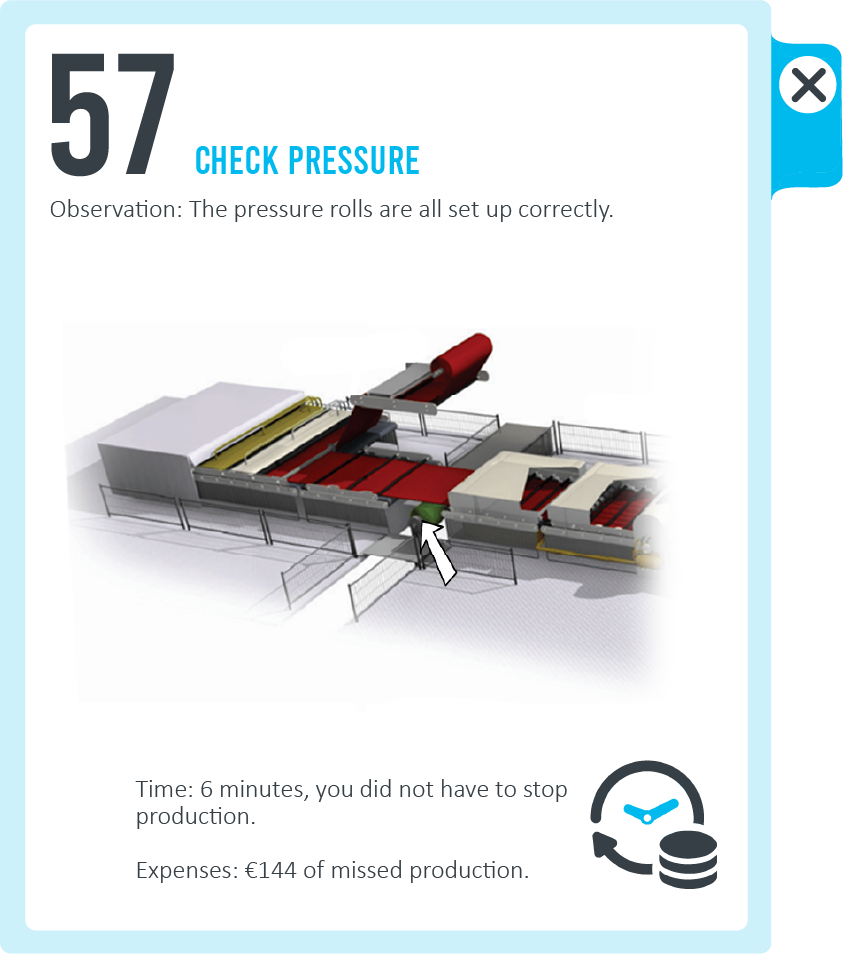 57
CHECK PRESSURE
Observation: The pressure rolls are all set up correctly.
Time: 6 minutes, you did not have to stop
production.
Expenses: €144 of missed production.